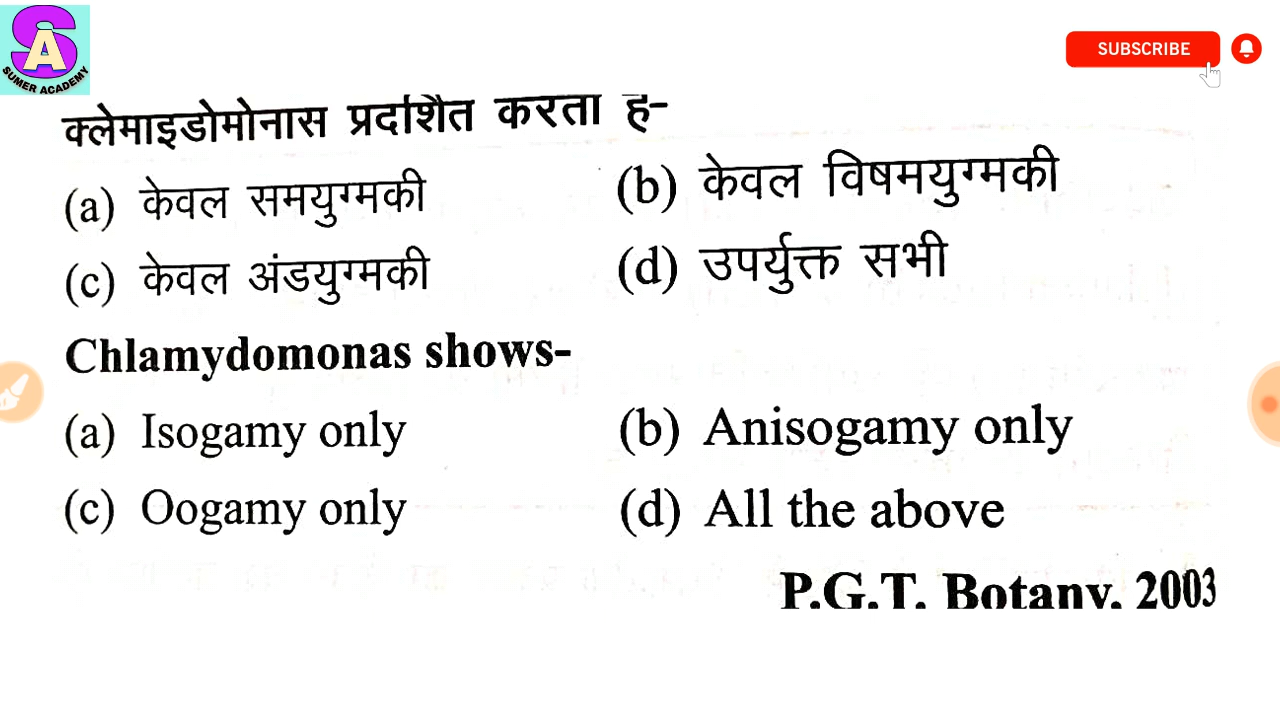 SA
SUMER ACADEMY
SUBSCRIBE
क्लेमाइडोमोनास प्रदर्शित करता है-
(a) केवल समयुग्मकी (b) केवल विषमयुग्मकी
(c) केवल अंडयुग्मकी (d) उपर्युक्त सभी
Chlamydomonas shows-
(a) Isogamy only (b) Anisogamy only
(c) Oogamy only (d) All the above
P.G.T. Botany. 2003